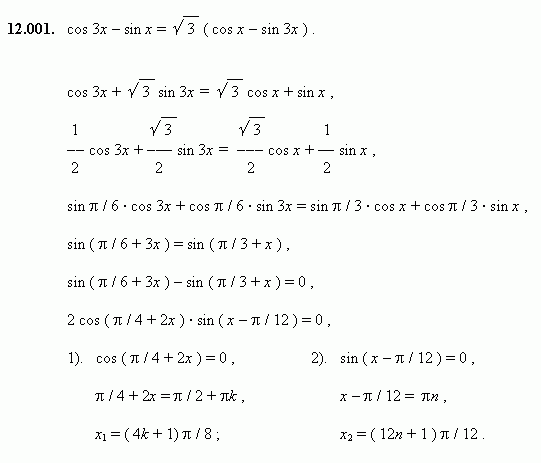 12.001. cos 3x – sin x = √3 ( cos x – sin 3x ) .
cos 3x + √3 sin 3x = √3 cos x + sin x ,
1/2 cos 3x + √3/2 sin 3x = √3/2 cos x + 1/2 sin x ,
sin π / 6 · cos 3x + cos π / 6 · sin 3x = sin π / 3 · cos x + cos π / 3 · sin x ,
sin ( π / 6 + 3x ) = sin ( π / 3 + x ) ,
sin ( π / 6 + 3x ) – sin ( π / 3 + x ) = 0 ,
2 cos ( π / 4 + 2x ) · sin ( x – π / 12 ) = 0 ,
1). cos ( π / 4 + 2x ) = 0 , 2). sin ( x – π / 12 ) = 0 ,
π / 4 + 2x = π / 2 + πk , x – π / 12 = πn ,
x₁ = ( 4k + 1) π / 8 ; x₂ = ( 12n + 1 ) π / 12 .